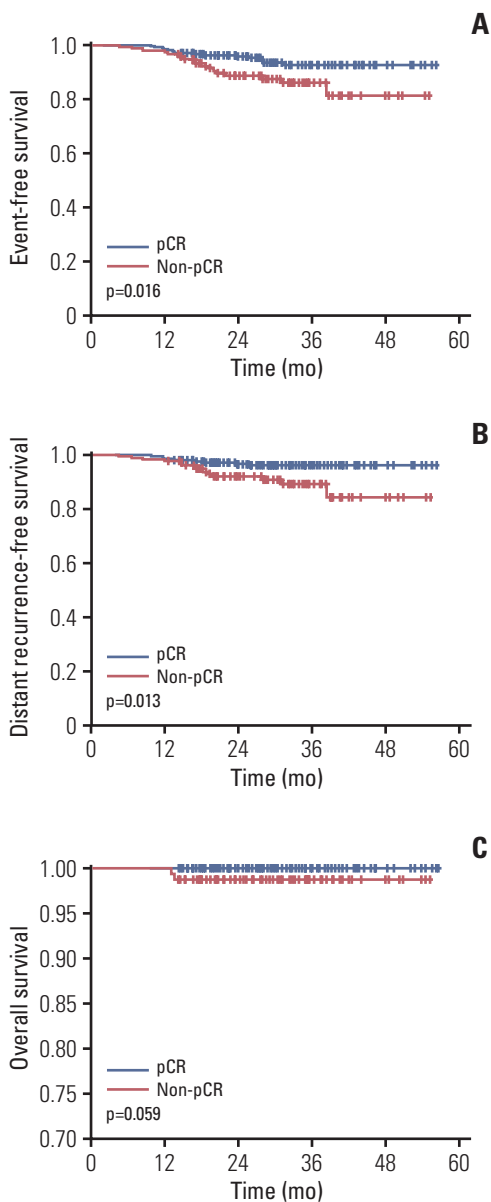 A
Event-free survival
1.0
0.8
0.6
0.4
0.2
0
pCR
Non-pCR
p=0.016
0 12 24 36 48 60
Time (mo)
B
Distant recurrence-free survival
1.0
0.8
0.6
0.4
0.2
0
pCR
Non-pCR
p=0.013
0 12 24 36 48 60
Time (mo)
C
Overall survival
1.00
0.95
0.90
0.85
0.80
0.75
0.70
pCR
Non-pCR
p=0.059
0 12 24 36 48 60
Time (mo)